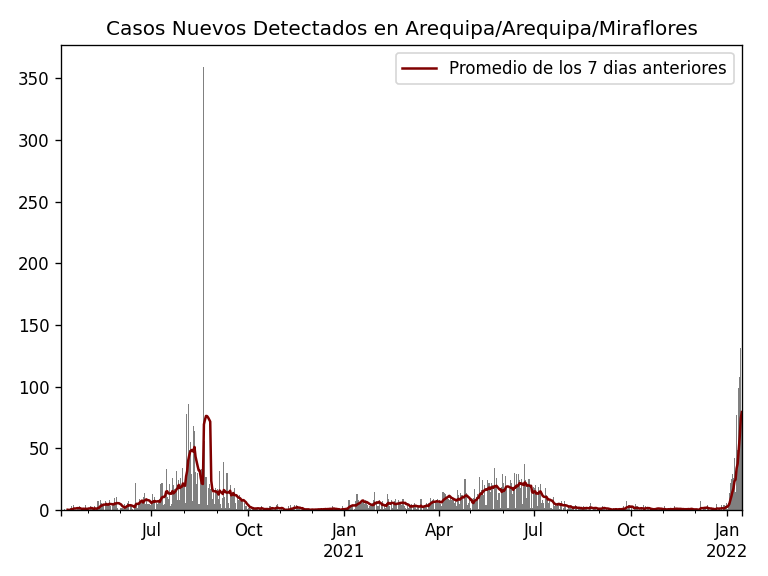 Casos Nuevos Detectados en Arequipa/Arequipa/Miraflores
Promedio de los 7 dias anteriores
350
300
250
200
150
100
50
0
Jul
Oct
Jan
2021
Apr
Jul
Oct
Jan
2022